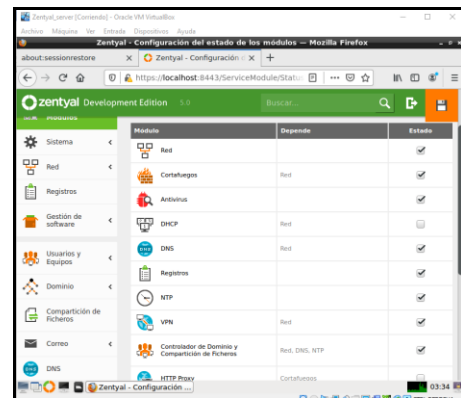 Zentyal_server [Corriendo] - Oracle VM VirtualBox
Archivo Máquina Ver Entrada Dispositivos Ayuda
Zentyal - Configuración del estado de los módulos — Mozilla Firefox
about:sessionrestore
Zentyal - Configuración d
https://localhost:8443/ServiceModule/Status
zentyal Development Edition 5.0
Buscar...
Módulos
Sistema
Red
Registros
Gestión de software
Usuarios y Equipos
Dominio
Compartición de Ficheros
Correo
DNS
Módulo Depende Estado
Red
Cortafuegos Red
Antivirus
DHCP Red
DNS Red
Registros
NTP
VPN Red
Controlador de Dominio y
Compartición de Ficheros Red, DNS, NTP
HTTP Proxy Cortafuegos
Zentyal - Configuración ...
03:34